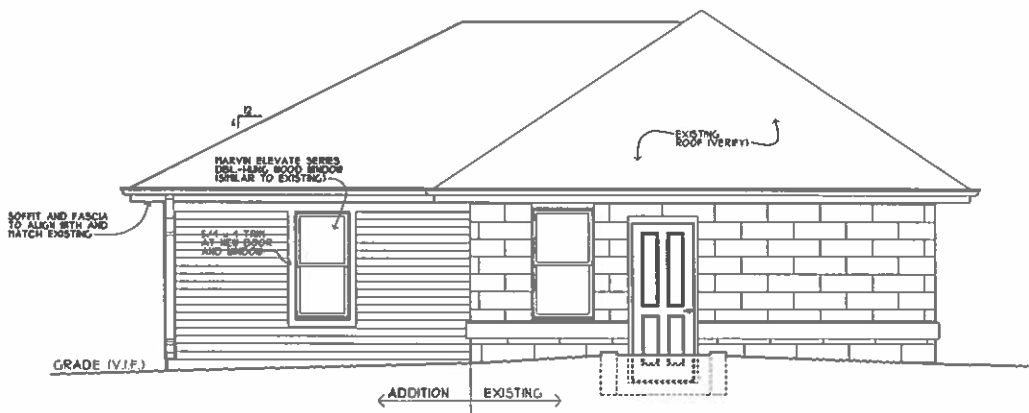 12
MARVIN ELEVATE SERIES
DBL.-HUNG WOOD WINDOW
(SIMILAR TO EXISTING)
EXISTING
ROOF (VERIFY)
SOFFIT AND FASCIA
TO ALIGN WITH AND
MATCH EXISTING
5/4 x 4 TRIM
AT NEW DOOR
AND WINDOW
GRADE (V.I.F.)
ADDITION
EXISTING